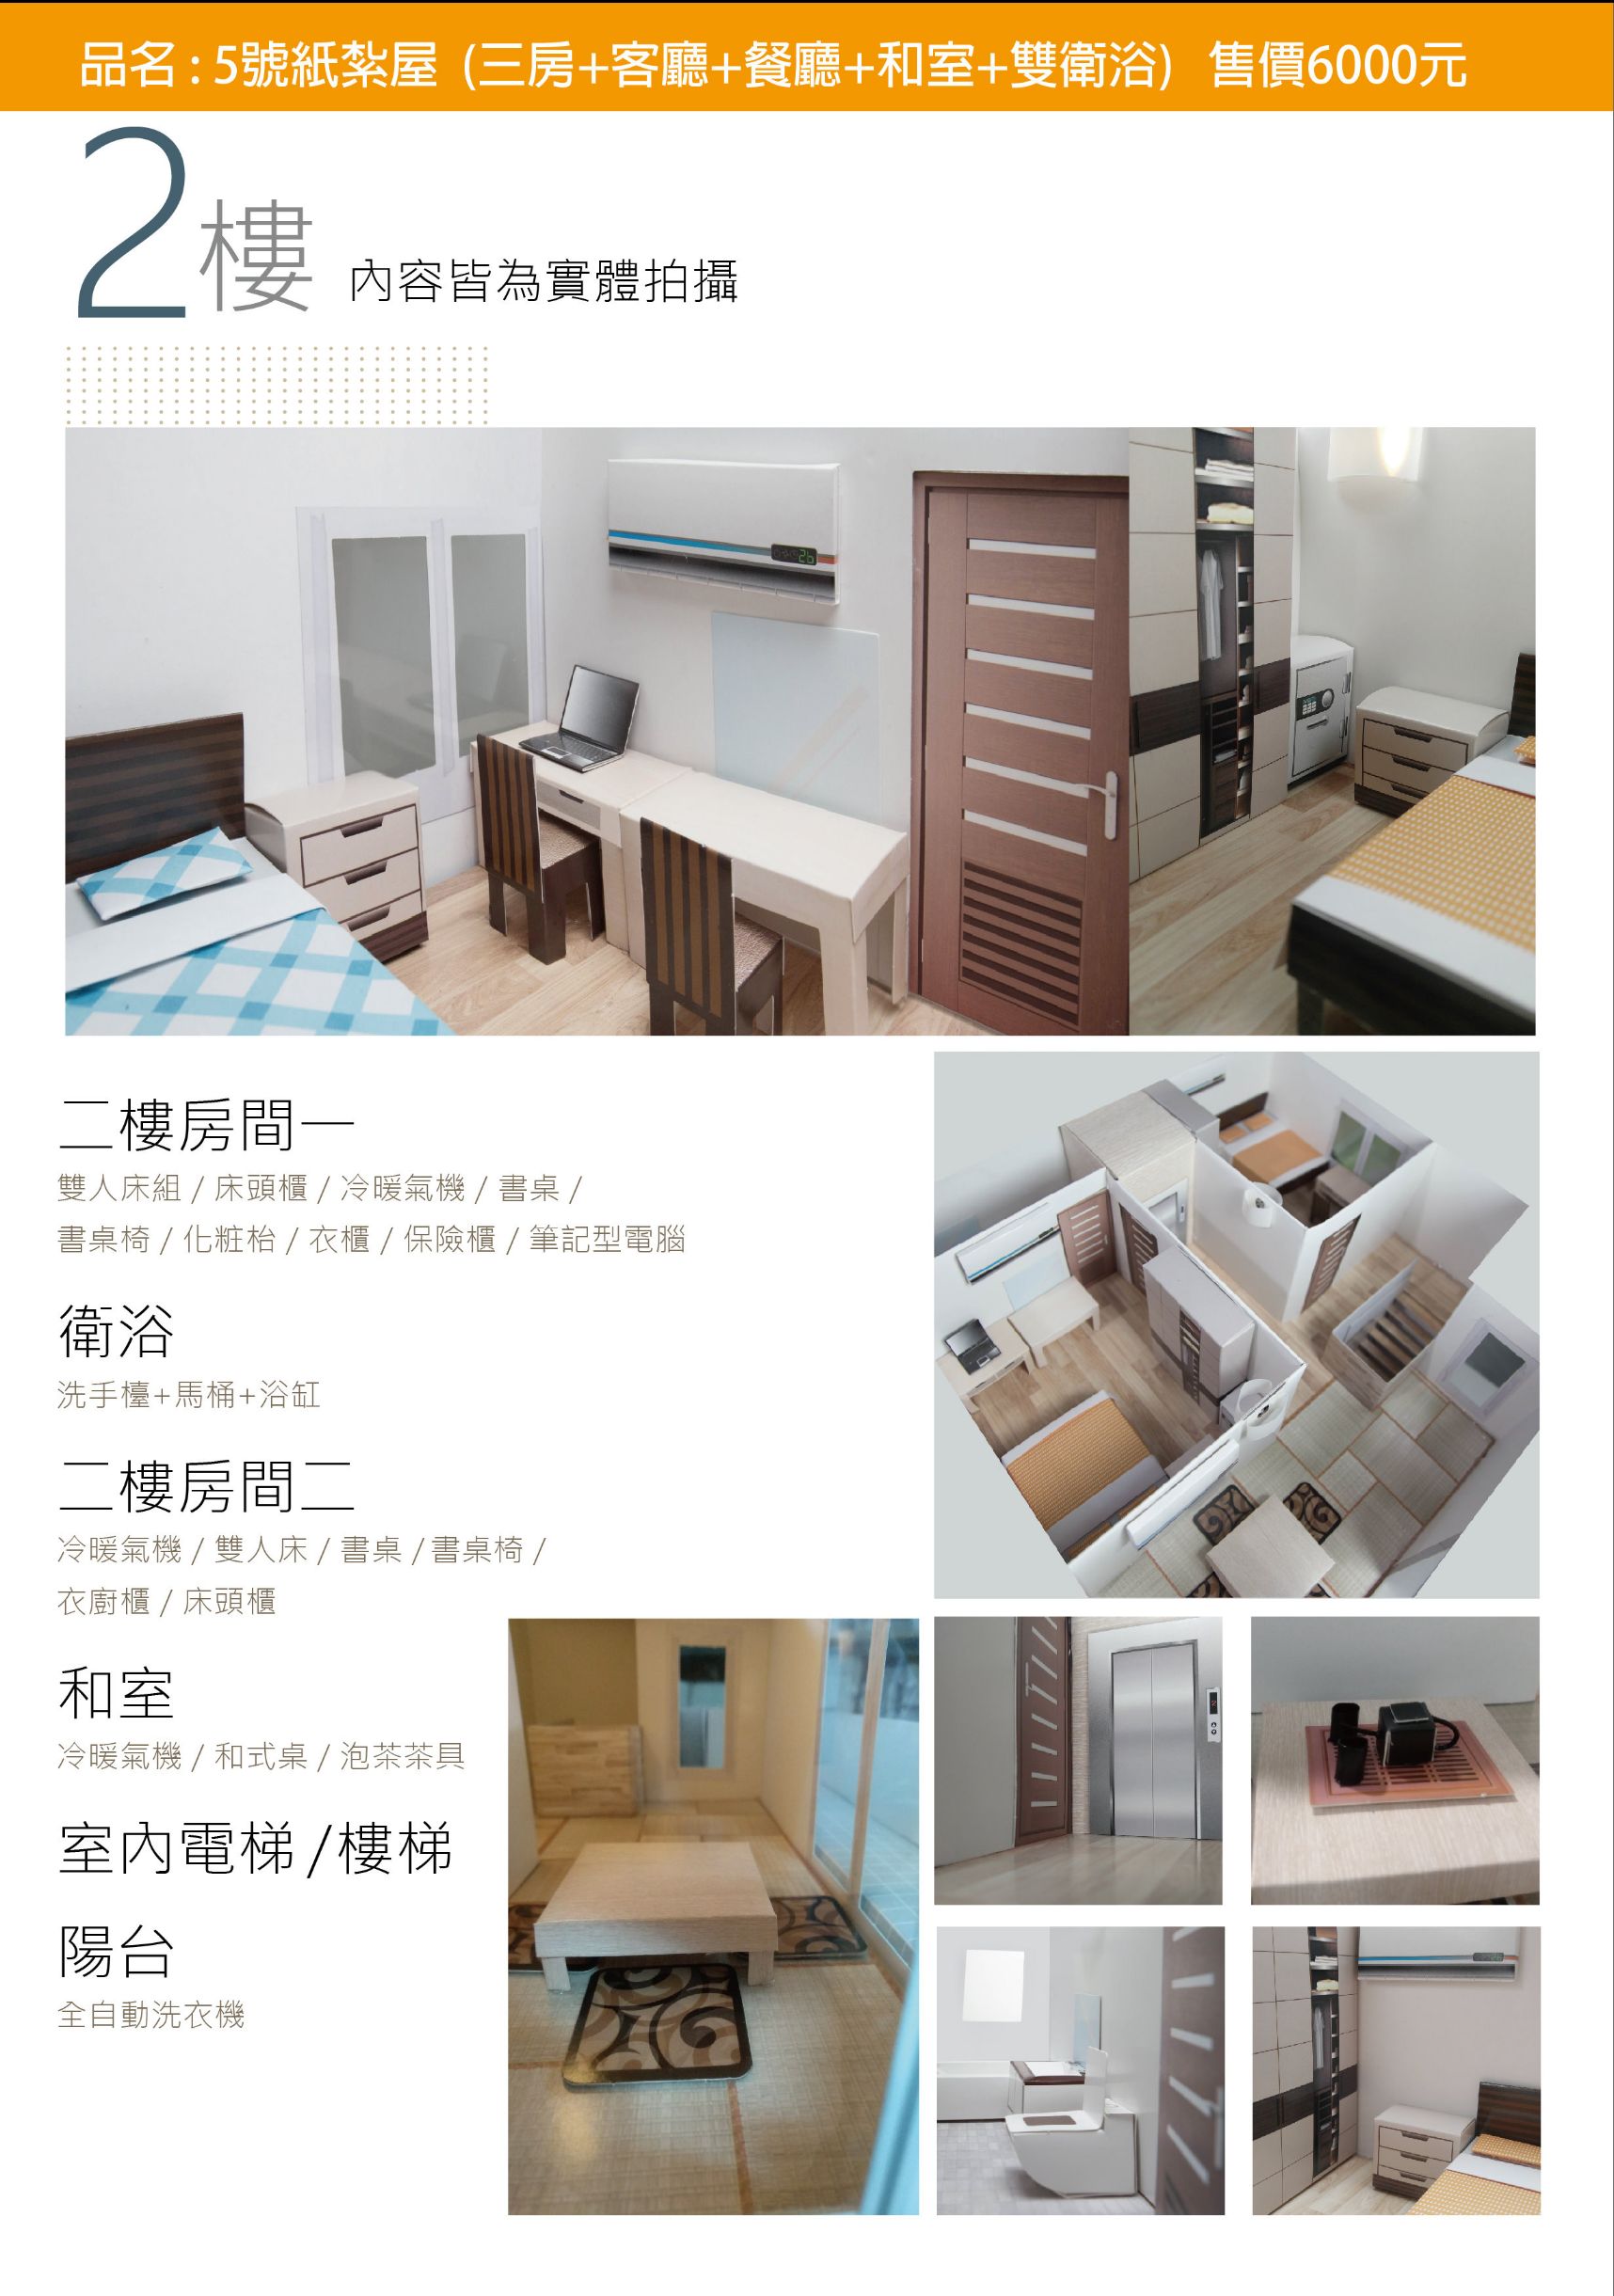 品名 : 5號紙紮屋 (三房+客廳+餐廳+和室+雙衛浴) 售價6000元
2樓 內容皆為實體拍攝
26
二樓房間一
雙人床組 / 床頭櫃 / 冷暖氣機 / 書桌 /
書桌椅 / 化粧枱 / 衣櫃 / 保險櫃 / 筆記型電腦
衛浴
洗手檯+馬桶+浴缸
二樓房間二
冷暖氣機 / 雙人床 / 書桌 / 書桌椅 /
衣廚櫃 / 床頭櫃
和室
冷暖氣機 / 和式桌 / 泡茶茶具
室內電梯/樓梯
陽台
全自動洗衣機